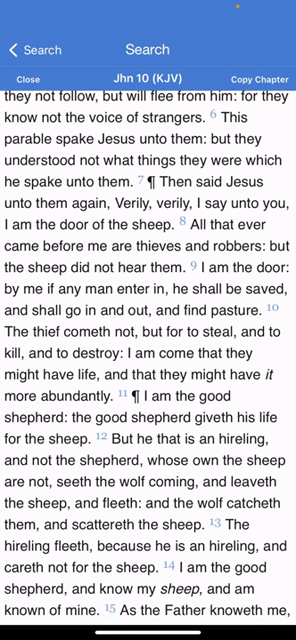 Search
Search
Close
Jhn 10 (KJV)
Copy Chapter
they not follow, but will flee from him: for they
know not the voice of strangers. 6 This
parable spake Jesus unto them: but they
understood not what things they were which
he spake unto them. 7 ¶ Then said Jesus
unto them again, Verily, verily, I say unto you,
I am the door of the sheep. 8 All that ever
came before me are thieves and robbers: but
the sheep did not hear them. 9 I am the door:
by me if any man enter in, he shall be saved,
and shall go in and out, and find pasture. 10
The thief cometh not, but for to steal, and to
kill, and to destroy: I am come that they
might have life, and that they might have it
more abundantly. 11 ¶ I am the good
shepherd: the good shepherd giveth his life
for the sheep. 12 But he that is an hireling,
and not the shepherd, whose own the sheep
are not, seeth the wolf coming, and leaveth
the sheep, and fleeth: and the wolf catcheth
them, and scattereth the sheep. 13 The
hireling fleeth, because he is an hireling, and
careth not for the sheep. 14 I am the good
shepherd, and know my sheep, and am
known of mine. 15 As the Father knoweth me,